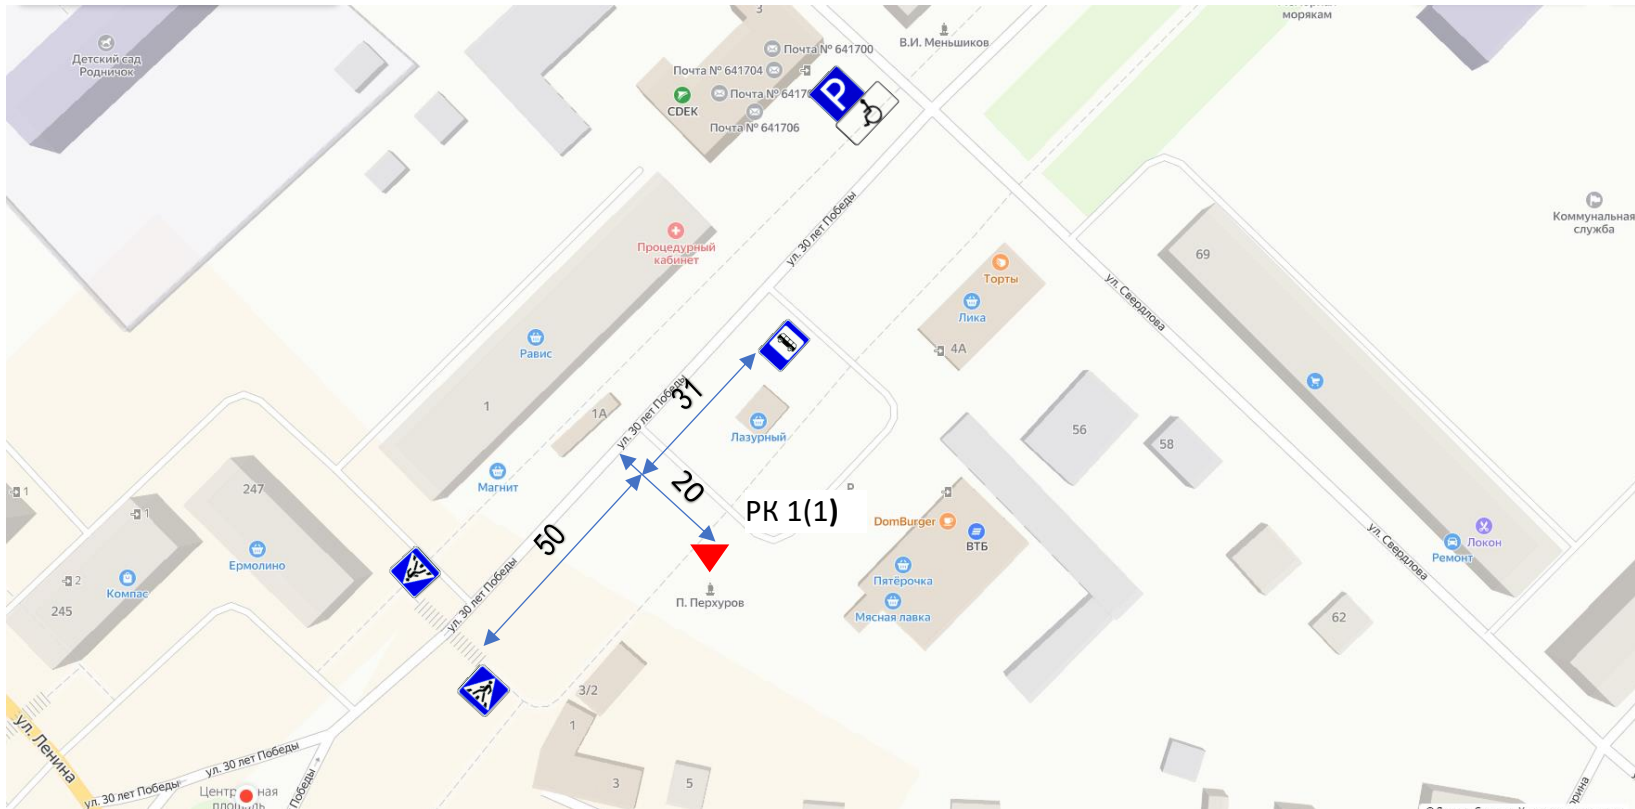 морякам
3
В.И. Меньшиков
Почта № 641700
Детский сад
Родничок
Почта № 641704
Почта № 6417
CDEK
P
Почта № 641706
Коммунальная
служба
ул. 30 лет Победы
Процедурный
кабинет
69
Торты
ул. Свердлова
Лика
Равис
4А
31
ул. 30 лет Победы
1
1А
Лазурный
56
58
1
247
Магнит
20
P
РК 1(1)
1
DomBurger
ВТБ
Локон
Ремонт
50
ул. Свердлова
Ермолино
2
Компас
245
ул. 30 лет Победы
П. Перхуров
Пятёрочка
Мясная лавка
62
3/2
ул. Ленина
1
ул. 30 лет Победы
3
5
ул. 30 лет Победы
Победы
площадь